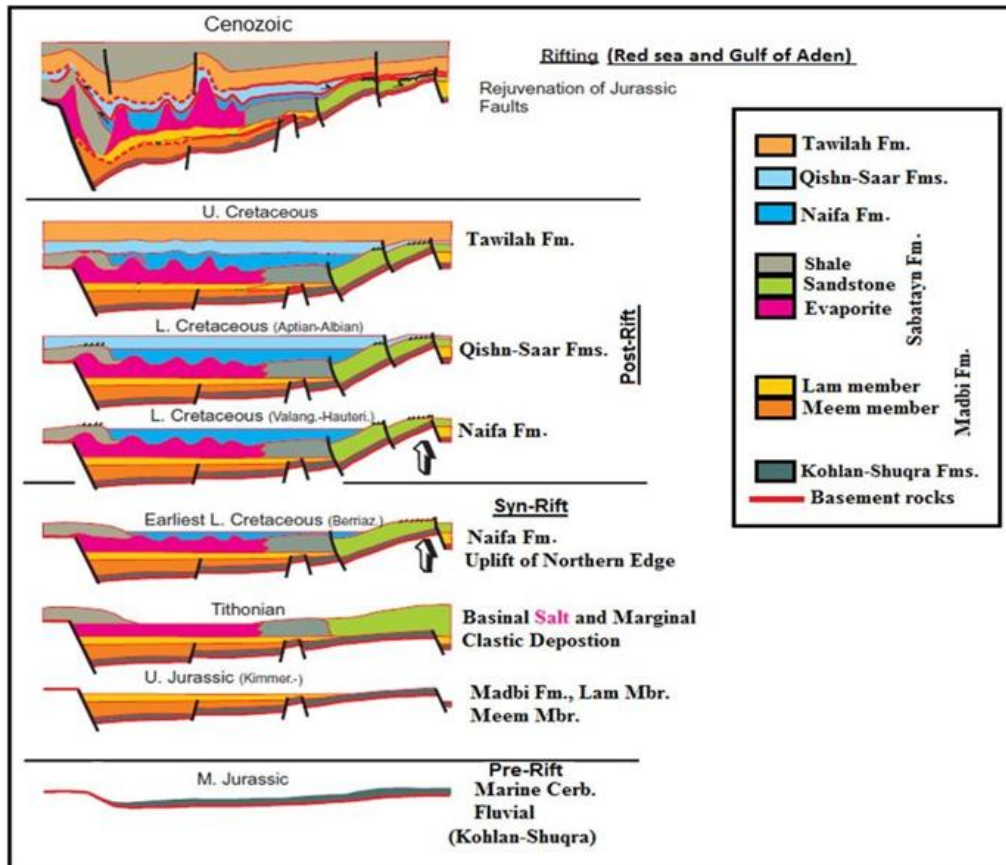 Cenozoic
Rifting (Red sea and Gulf of Aden)
Rejuvenation of Jurassic
Faults
U. Cretaceous
Tawilah Fm.
L. Cretaceous (Aptian-Albian)
Qishn-Saar Fms.
L. Cretaceous (Valang.-Hauteri.)
Naifa Fm.
Post-Rift
Syn-Rift
Earliest L. Cretaceous (Berriaz.)
Naifa Fm.
Uplift of Northern Edge
Tithonian
Basinal Salt and Marginal
Clastic Depostion
U. Jurassic (Kimmer.-)
Madbi Fm., Lam Mbr.
Meem Mbr.
Pre-Rift
M. Jurassic
Marine Cerb.
Fluvial
(Kohlan-Shuqra)
Tawilah Fm.
Qishn-Saar Fms.
Naifa Fm.
Shale
Sandstone
Evaporite
Sabatayn Fm.
Lam member
Meem member
Madbi Fm.
Kohlan-Shuqra Fms.
Basement rocks